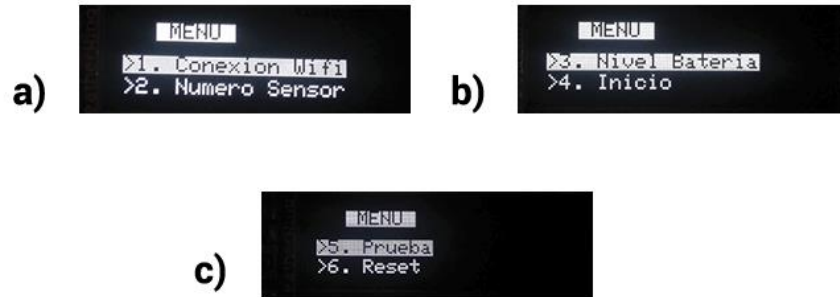 a)
MENU
>1. Conexion Wifi
>2. Numero Sensor
b)
MENU
>3. Nivel Bateria
>4. Inicio
c)
MENU
>5. Prueba
>6. Reset